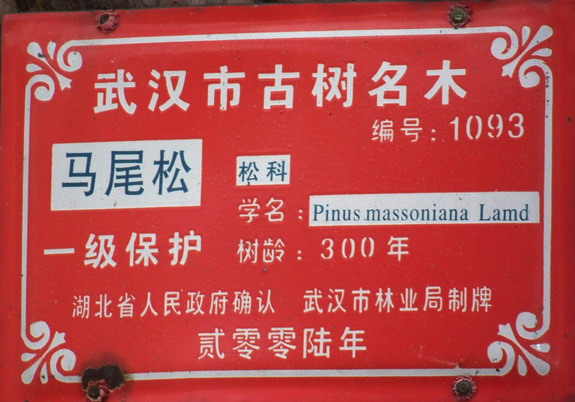 武汉市古树名木
编号：1093
马尾松 松科
学名：Pinus massoniana Lamd
一级保护 树龄：300年
湖北省人民政府确认 武汉市林业局制牌
贰零零陆年